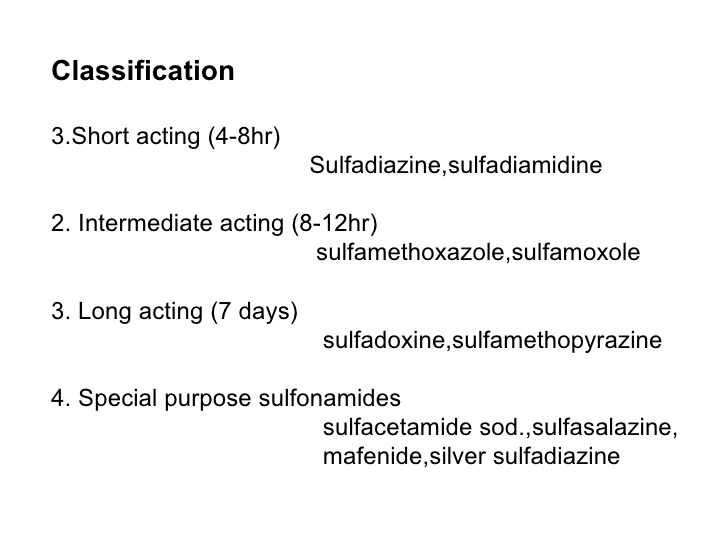 Classification
3.Short acting (4-8hr)
Sulfadiazine,sulfadiamidine
2. Intermediate acting (8-12hr)
sulfamethoxazole,sulfamoxole
3. Long acting (7 days)
sulfadoxine,sulfamethopyrazine
4. Special purpose sulfonamides
sulfacetamide sod.,sulfasalazine,
mafenide,silver sulfadiazine